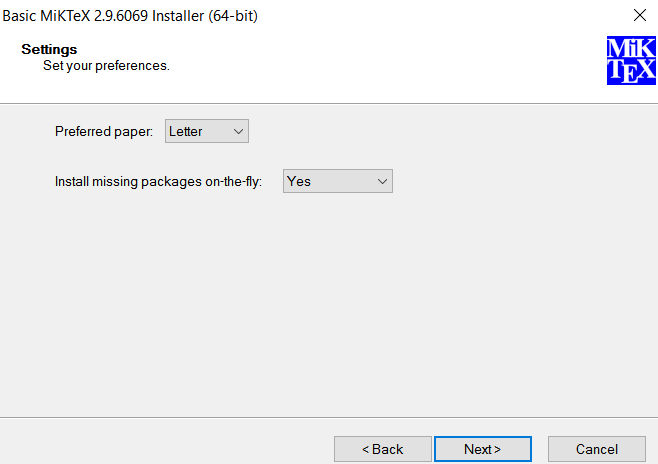 Basic MiKTeX 2.9.6069 Installer (64-bit)
Settings
Set your preferences.
MiK
TEX
Preferred paper: Letter
Install missing packages on-the-fly: Yes
< Back Next > Cancel